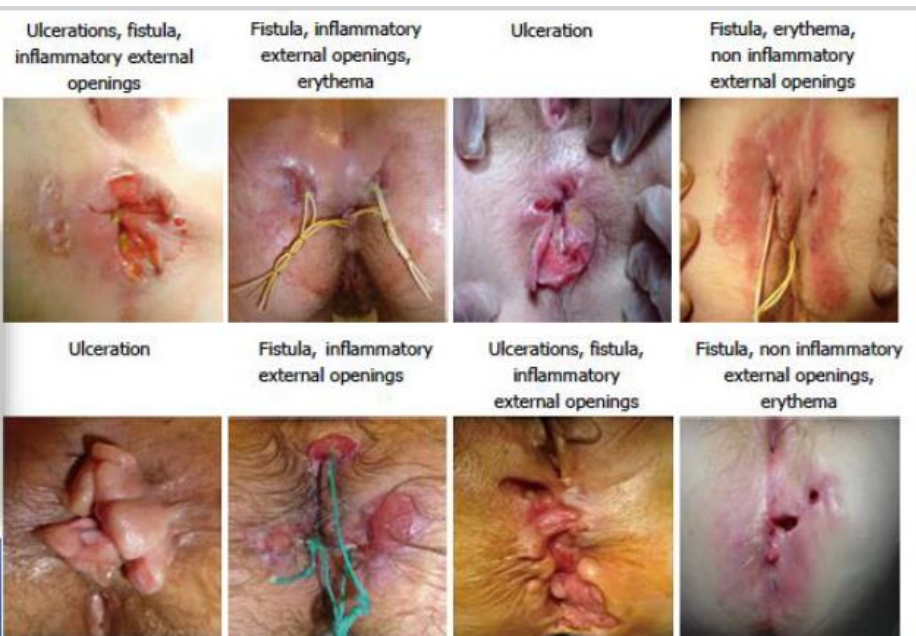 Ulcerations, fistula,
inflammatory external
openings
Fistula, inflammatory
external openings,
erythema
Ulceration
Fistula, erythema,
non inflammatory
external openings
Ulceration
Fistula, inflammatory
external openings
Ulcerations, fistula,
inflammatory
external openings
Fistula, non inflammatory
external openings,
erythema